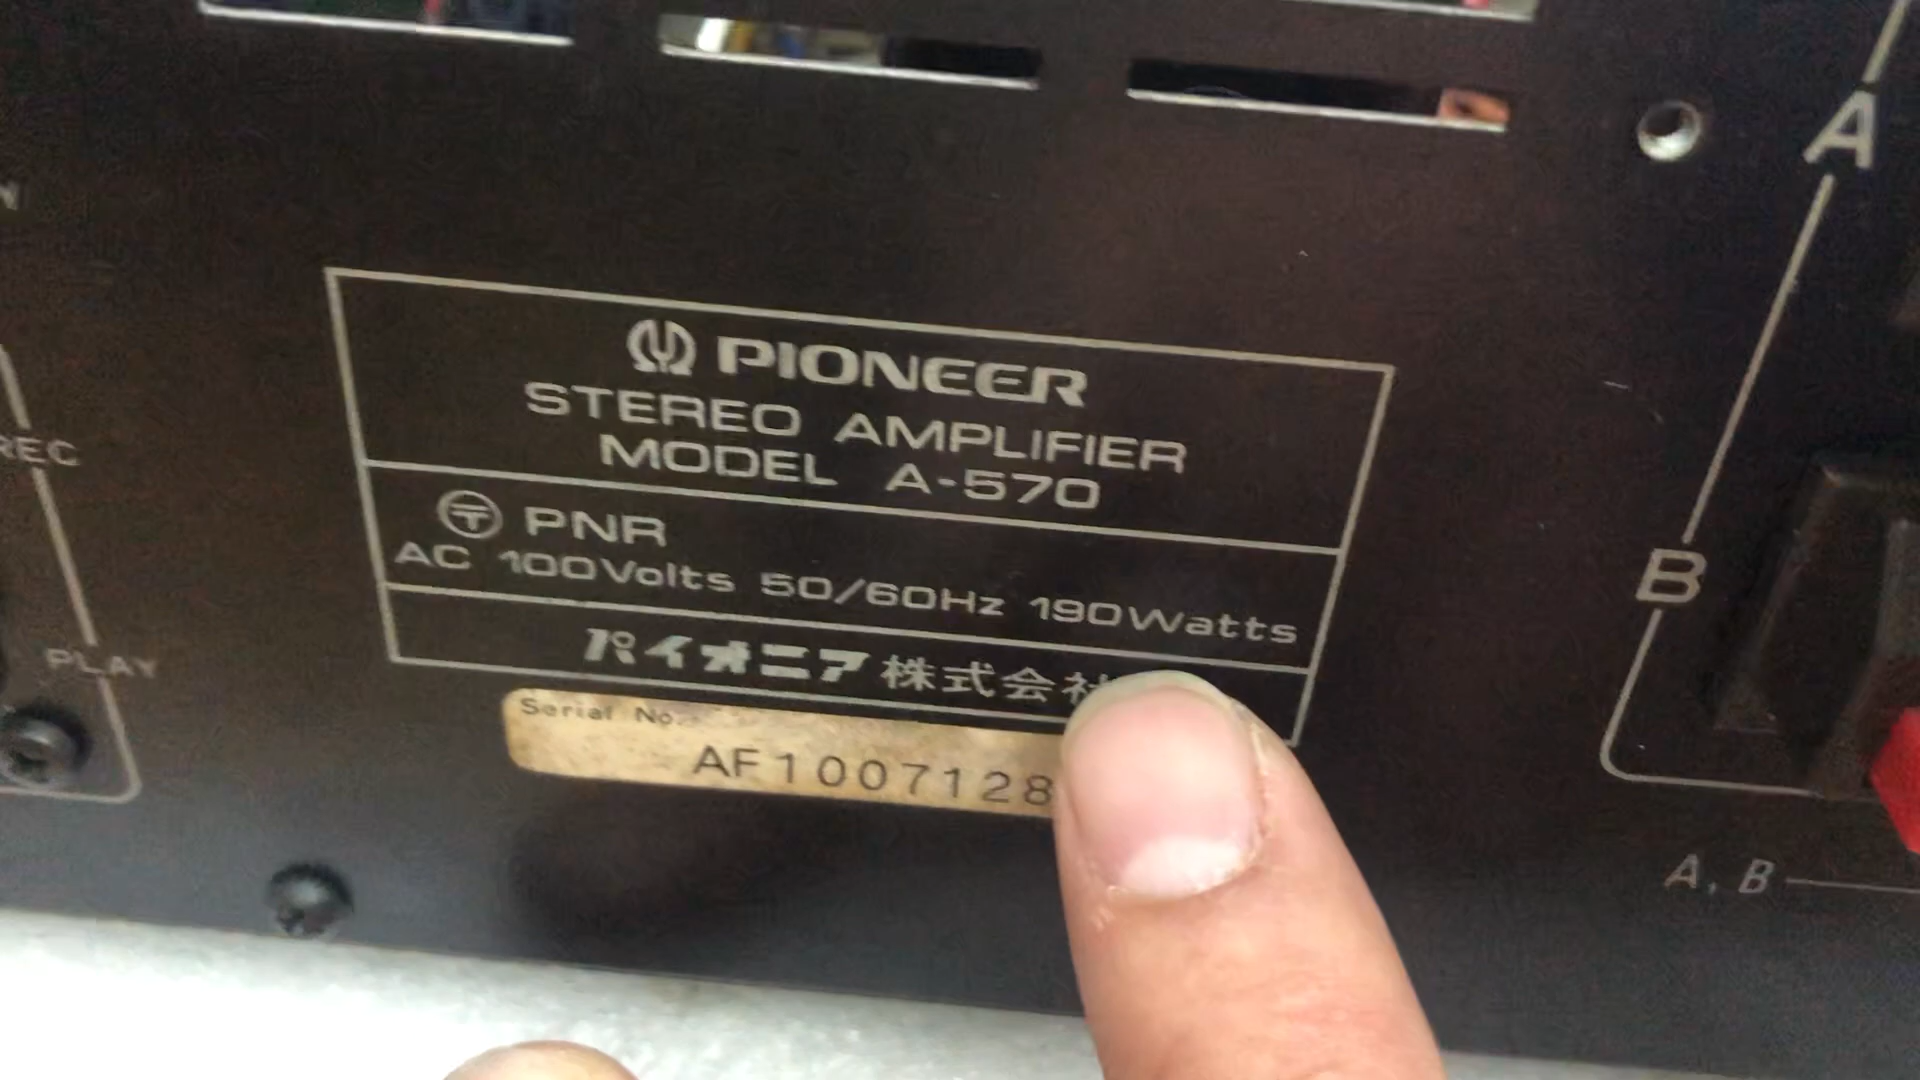 A
PIONEER
STEREO AMPLIFIER
MODEL A-570
〒 PNR
AC 100Volts 50/60Hz 190Watts
パイオニア株式会社
Serial No.
AF1007128
REC
PLAY
B
A, B